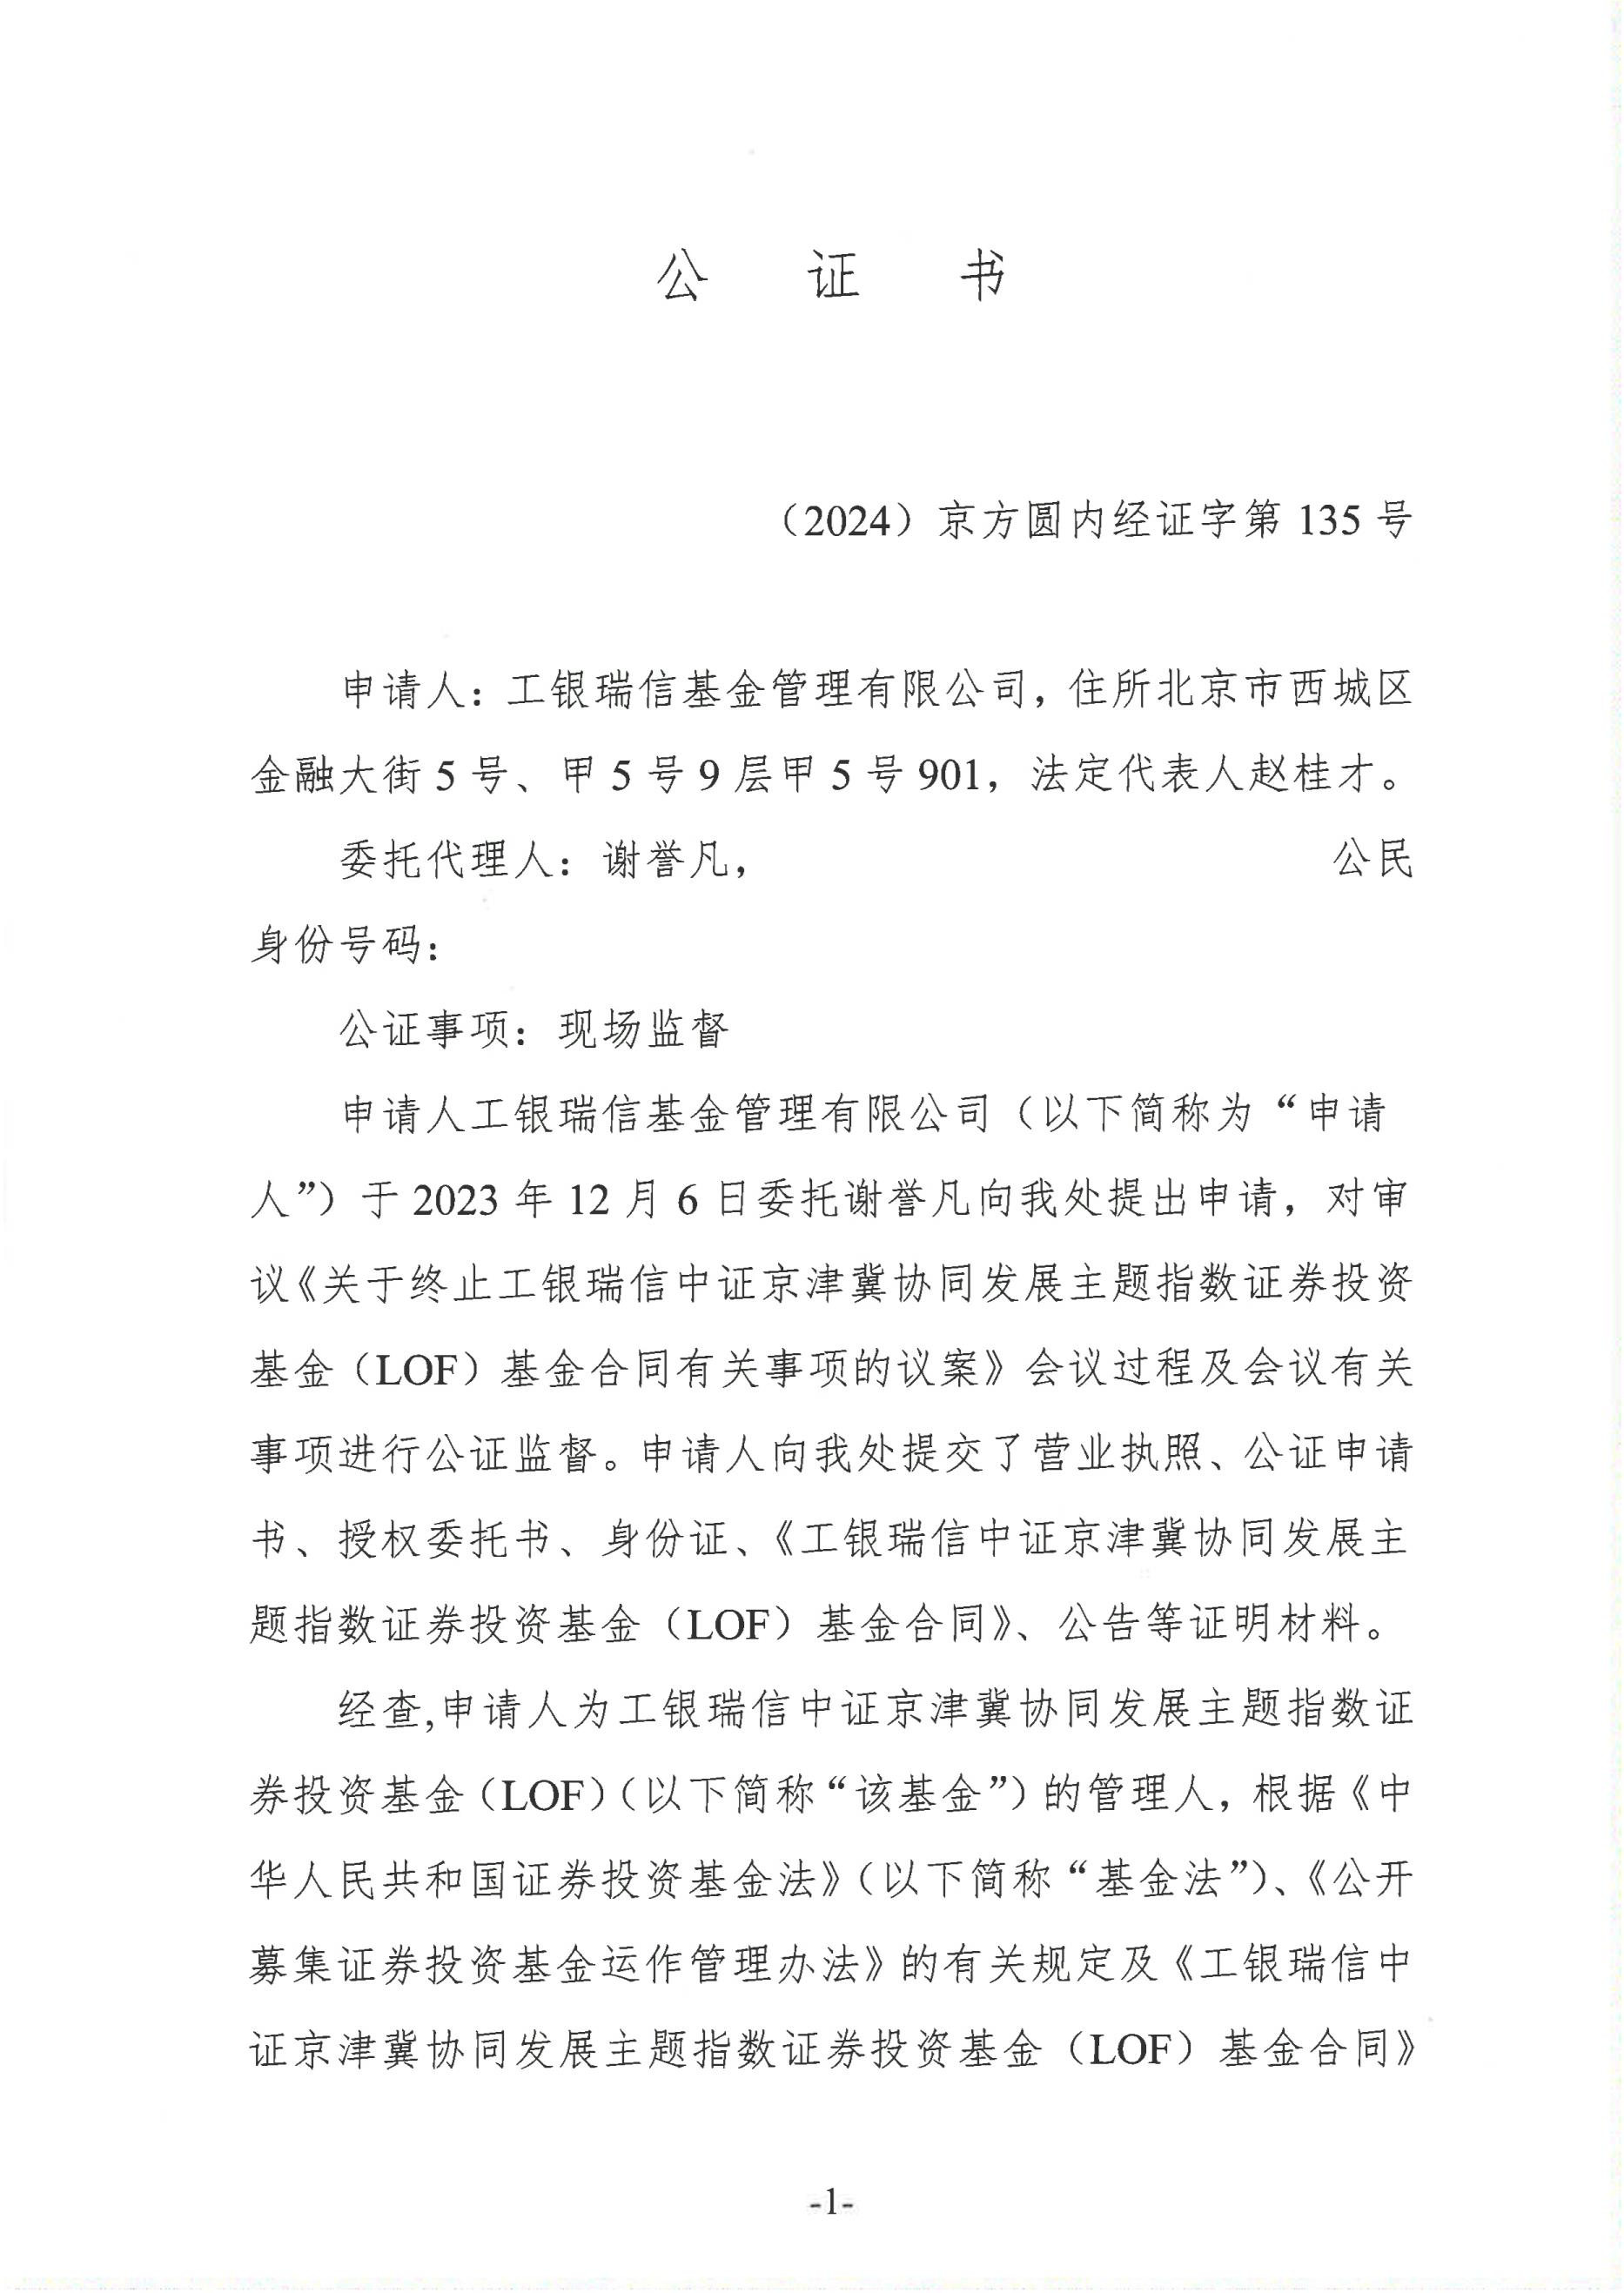 公 证 书
（2024）京方圆内经证字第 135 号
申请人：工银瑞信基金管理有限公司，住所北京市西城区
金融大街 5 号、甲 5 号 9 层甲 5 号 901，法定代表人赵桂才。
委托代理人：谢誉凡， 公民
身份号码：
公证事项：现场监督
申请人工银瑞信基金管理有限公司（以下简称为“申请
人”）于 2023 年 12 月 6 日委托谢誉凡向我处提出申请，对审
议《关于终止工银瑞信中证京津冀协同发展主题指数证券投资
基金（LOF）基金合同有关事项的议案》会议过程及会议有关
事项进行公证监督。申请人向我处提交了营业执照、公证申请
书、授权委托书、身份证、《工银瑞信中证京津冀协同发展主
题指数证券投资基金（LOF）基金合同》、公告等证明材料。
经查,申请人为工银瑞信中证京津冀协同发展主题指数证
券投资基金（LOF）（以下简称“该基金”）的管理人，根据《中
华人民共和国证券投资基金法》（以下简称“基金法”）、《公开
募集证券投资基金运作管理办法》的有关规定及《工银瑞信中
证京津冀协同发展主题指数证券投资基金（LOF）基金合同》
-1-